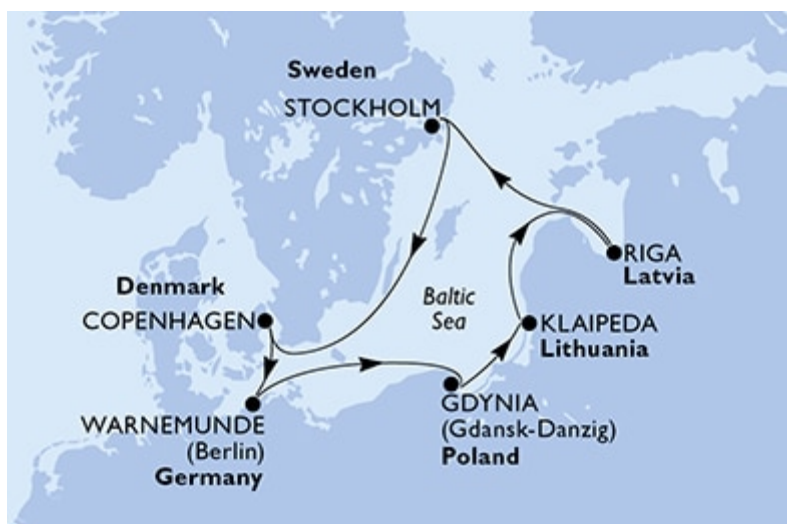 Sweden
STOCKHOLM
RIGA
Latvia
Denmark
COPENHAGEN
Baltic
Sea
KLAIPEDA
Lithuania
WARNEMUNDE
(Berlin)
Germany
GDYNIA
(Gdansk-Danzig)
Poland